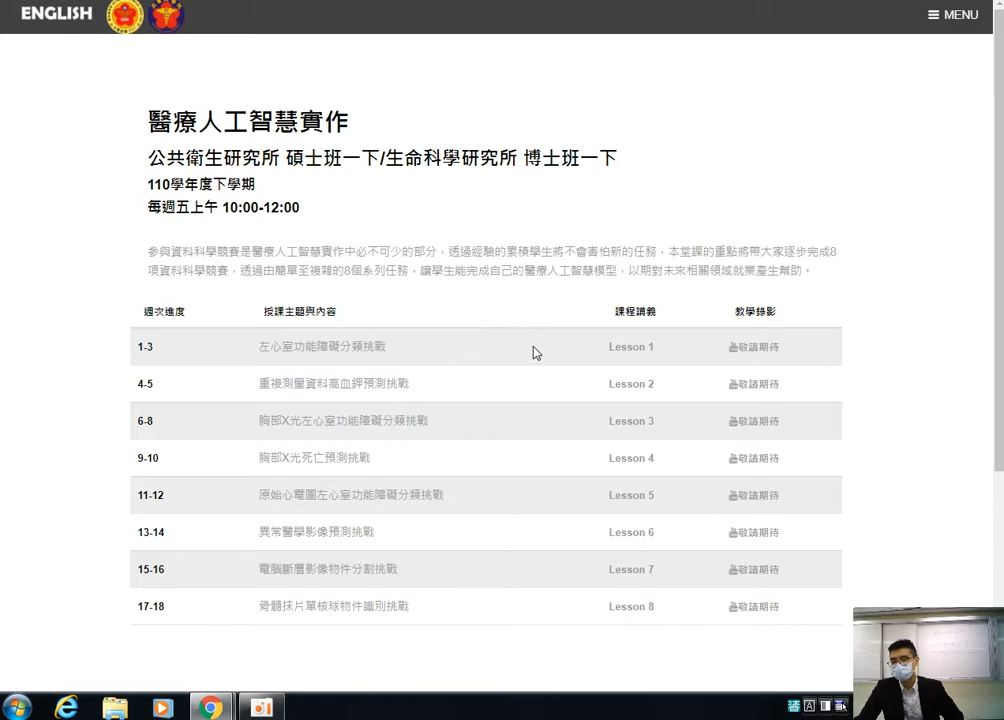 ENGLISH
MENU
醫療人工智慧實作
公共衛生研究所 碩士班一下/生命科學研究所 博士班一下
110學年度下學期
每週五上午 10:00-12:00
參與資料科學競賽是醫療人工智慧實作中必不可少的部分，透過經驗的累積學生將不會害怕新的任務，本堂課的重點將帶大家逐步完成8
項資料科學競賽，透過由簡單至複雜的8個系列任務，讓學生能完成自己的醫療人工智慧模型，以期對未來相關領域就業產生幫助。
週次進度 授課主題與內容 課程講義 教學錄影
1-3 左心室功能障礙分類挑戰 Lesson 1 敬請期待
4-5 重複測量資料高血鉀預測挑戰 Lesson 2 敬請期待
6-8 胸部X光左心室功能障礙分類挑戰 Lesson 3 敬請期待
9-10 胸部X光死亡預測挑戰 Lesson 4 敬請期待
11-12 原始心電圖左心室功能障礙分類挑戰 Lesson 5 敬請期待
13-14 異常醫學影像預測挑戰 Lesson 6 敬請期待
15-16 電腦斷層影像物件分割挑戰 Lesson 7 敬請期待
17-18 骨髓抹片單核球物件識別挑戰 Lesson 8 敬請期待